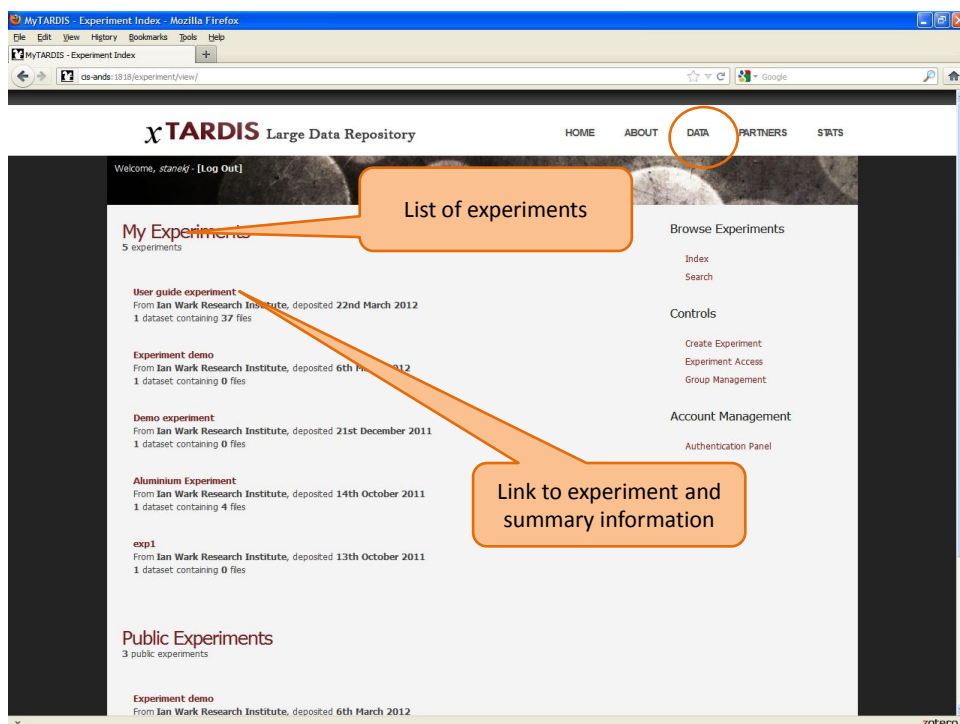 MyTARDIS - Experiment Index - Mozilla Firefox
File Edit View History Bookmarks Tools Help
MyTARDIS - Experiment Index
cis-ands:1818/experiment/view/
Google
xTARDIS Large Data Repository
HOME ABOUT DATA PARTNERS STATS
Welcome, stanekj - [Log Out]
List of experiments
My Experiments
5 experiments
User guide experiment
From Ian Wark Research Institute, deposited 22nd March 2012
1 dataset containing 37 files
Experiment demo
From Ian Wark Research Institute, deposited 6th March 2012
1 dataset containing 0 files
Demo experiment
From Ian Wark Research Institute, deposited 21st December 2011
1 dataset containing 0 files
Aluminium Experiment
From Ian Wark Research Institute, deposited 14th October 2011
1 dataset containing 4 files
exp1
From Ian Wark Research Institute, deposited 13th October 2011
1 dataset containing 0 files
Public Experiments
3 public experiments
Experiment demo
From Ian Wark Research Institute, deposited 6th March 2012
Browse Experiments
Index
Search
Controls
Create Experiment
Experiment Access
Group Management
Account Management
Authentication Panel
Link to experiment and
summary information
x
zotero